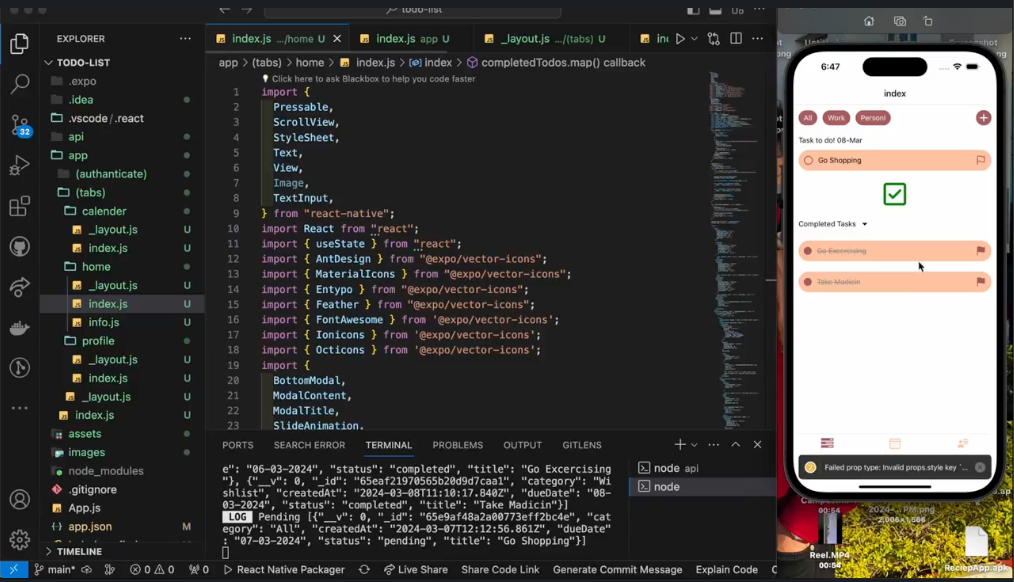 todo-list
EXPLORER
TODO-LIST
.expo
.idea
.vscode/.react
api
app
(authanticate)
(tabs)
calender
_layout.js U
index.js U
home
_layout.js U
index.js U
info.js U
profile
_layout.js U
index.js U
_layout.js U
index.js U
assets
images
node_modules
.gitignore
App.js
app.json M
TIMELINE
32
index.js .../home U
index.js app U
_layout.js .../(tabs) U
app > (tabs) > home > index.js > index > completedTodos.map() callback
Click here to ask Blackbox to help you code faster
1 import {
2 Pressable,
3 ScrollView,
4 StyleSheet,
5 Text,
6 View,
7 Image,
8 TextInput,
9 } from "react-native";
10 import React from "react";
11 import { useState } from "react";
12 import { AntDesign } from "@expo/vector-icons";
13 import { MaterialIcons } from "@expo/vector-icons";
14 import { Entypo } from "@expo/vector-icons";
15 import { Feather } from "@expo/vector-icons";
16 import { FontAwesome } from '@expo/vector-icons';
17 import { Ionicons } from '@expo/vector-icons';
18 import { Octicons } from '@expo/vector-icons';
19 import {
20 BottomModal,
21 ModalContent,
22 ModalTitle,
23 SlideAnimation,
PORTS SEARCH ERROR TERMINAL PROBLEMS OUTPUT GITLENS
e": "06-03-2024", "status": "completed", "title": "Go Excercising
"}, {"__v": 0, "_id": "65eaf21970565b20d9d7caa1", "category": "Wi
shlist", "createdAt": "2024-03-08T11:10:17.840Z", "dueDate": "08-
03-2024", "status": "completed", "title": "Take Madicin"}]
LOG Pending [{"__v": 0, "_id": "65e9af48a2a00773eff2bc4e", "cat
egory": "All", "createdAt": "2024-03-07T12:12:56.861Z", "dueDate"
: "07-03-2024", "status": "pending", "title": "Go Shopping"}]
node api
node
main* 0 0 0 React Native Packager Live Share Share Code Link Generate Commit Message Explain Code
6:47
index
All Work Personl
Task to do! 08-Mar
Go Shopping
Completed Tasks
Go Excercising
Take Madicin
Failed prop type: Invalid props.style key `...
Reel.MP4
00:54
2,006×1,566
ReciepApp.apk